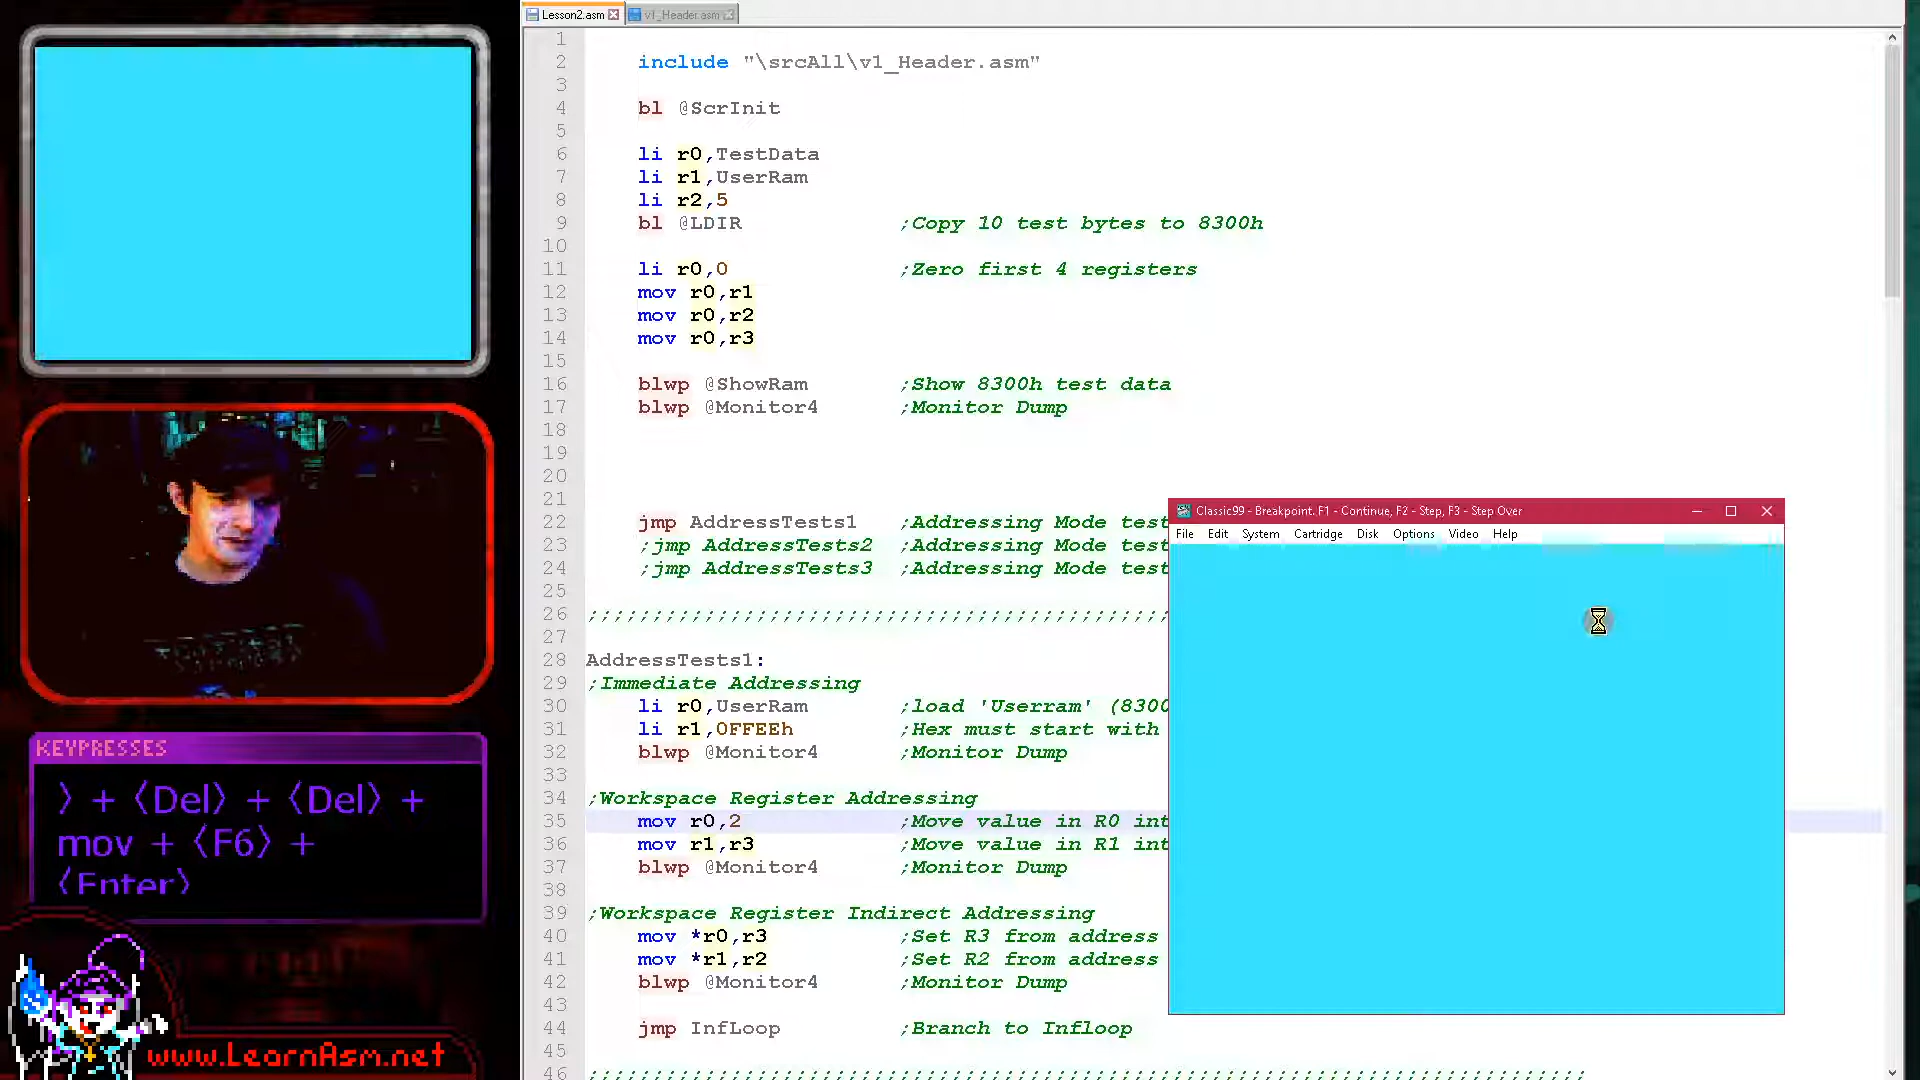 Lesson2.asm v1_Header.asm
1
2 include "\srcAll\v1_Header.asm"
3
4 bl @ScrInit
5
6 li r0,TestData
7 li r1,UserRam
8 li r2,5
9 bl @LDIR ;Copy 10 test bytes to 8300h
10
11 li r0,0 ;Zero first 4 registers
12 mov r0,r1
13 mov r0,r2
14 mov r0,r3
15
16 blwp @ShowRam ;Show 8300h test data
17 blwp @Monitor4 ;Monitor Dump
18
19
20
21
22 jmp AddressTests1 ;Addressing Mode test
23 ;jmp AddressTests2 ;Addressing Mode test
24 ;jmp AddressTests3 ;Addressing Mode test
25
26 ;;;;;;;;;;;;;;;;;;;;;;;;;;;;;;;;;;;;;;;;;;;;
27
28 AddressTests1:
29 ;Immediate Addressing
30 li r0,UserRam ;load 'Userram' (8300
31 li r1,0FFEEh ;Hex must start with
32 blwp @Monitor4 ;Monitor Dump
33
34 ;Workspace Register Addressing
35 mov r0,2 ;Move value in R0 int
36 mov r1,r3 ;Move value in R1 int
37 blwp @Monitor4 ;Monitor Dump
38
39 ;Workspace Register Indirect Addressing
40 mov *r0,r3 ;Set R3 from address
41 mov *r1,r2 ;Set R2 from address
42 blwp @Monitor4 ;Monitor Dump
43
44 jmp InfLoop ;Branch to Infloop
45
46 ;;;;;;;;;;;;;;;;;;;;;;;;;;;;;;;;;;;;;;;;;;;;;;;;;;;;;;;;;;;;;;;;;;;;;;;;;;;;
Classic99 - Breakpoint. F1 - Continue, F2 - Step, F3 - Step Over
File Edit System Cartridge Disk Options Video Help
KEYPRESSES
〉 + 〈Del〉 + 〈Del〉 +
mov + 〈F6〉 +
〈Enter〉
www.LearnAsm.net